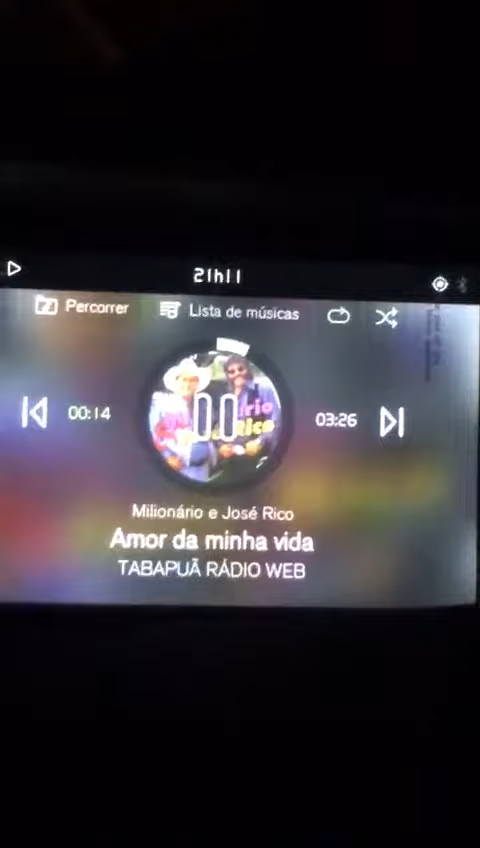 21h11
Percorrer
Lista de músicas
00:14
03:26
Milionário e José Rico
Amor da minha vida
TABAPUÃ RÁDIO WEB